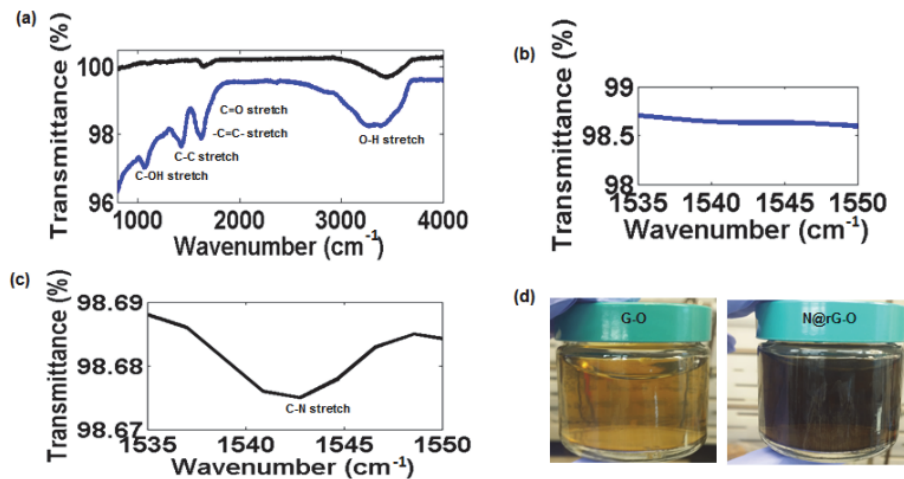 (a)
Transmittance (%)
100
98
96
C=O stretch
-C=C- stretch
C-C stretch
C-OH stretch
O-H stretch
1000 2000 3000 4000
Wavenumber (cm⁻¹)
(b)
Transmittance (%)
99
98.5
98
1535 1540 1545 1550
Wavenumber (cm⁻¹)
(c)
Transmittance (%)
98.69
98.68
98.67
C-N stretch
1535 1540 1545 1550
Wavenumber (cm⁻¹)
(d)
G-O
N@rG-O